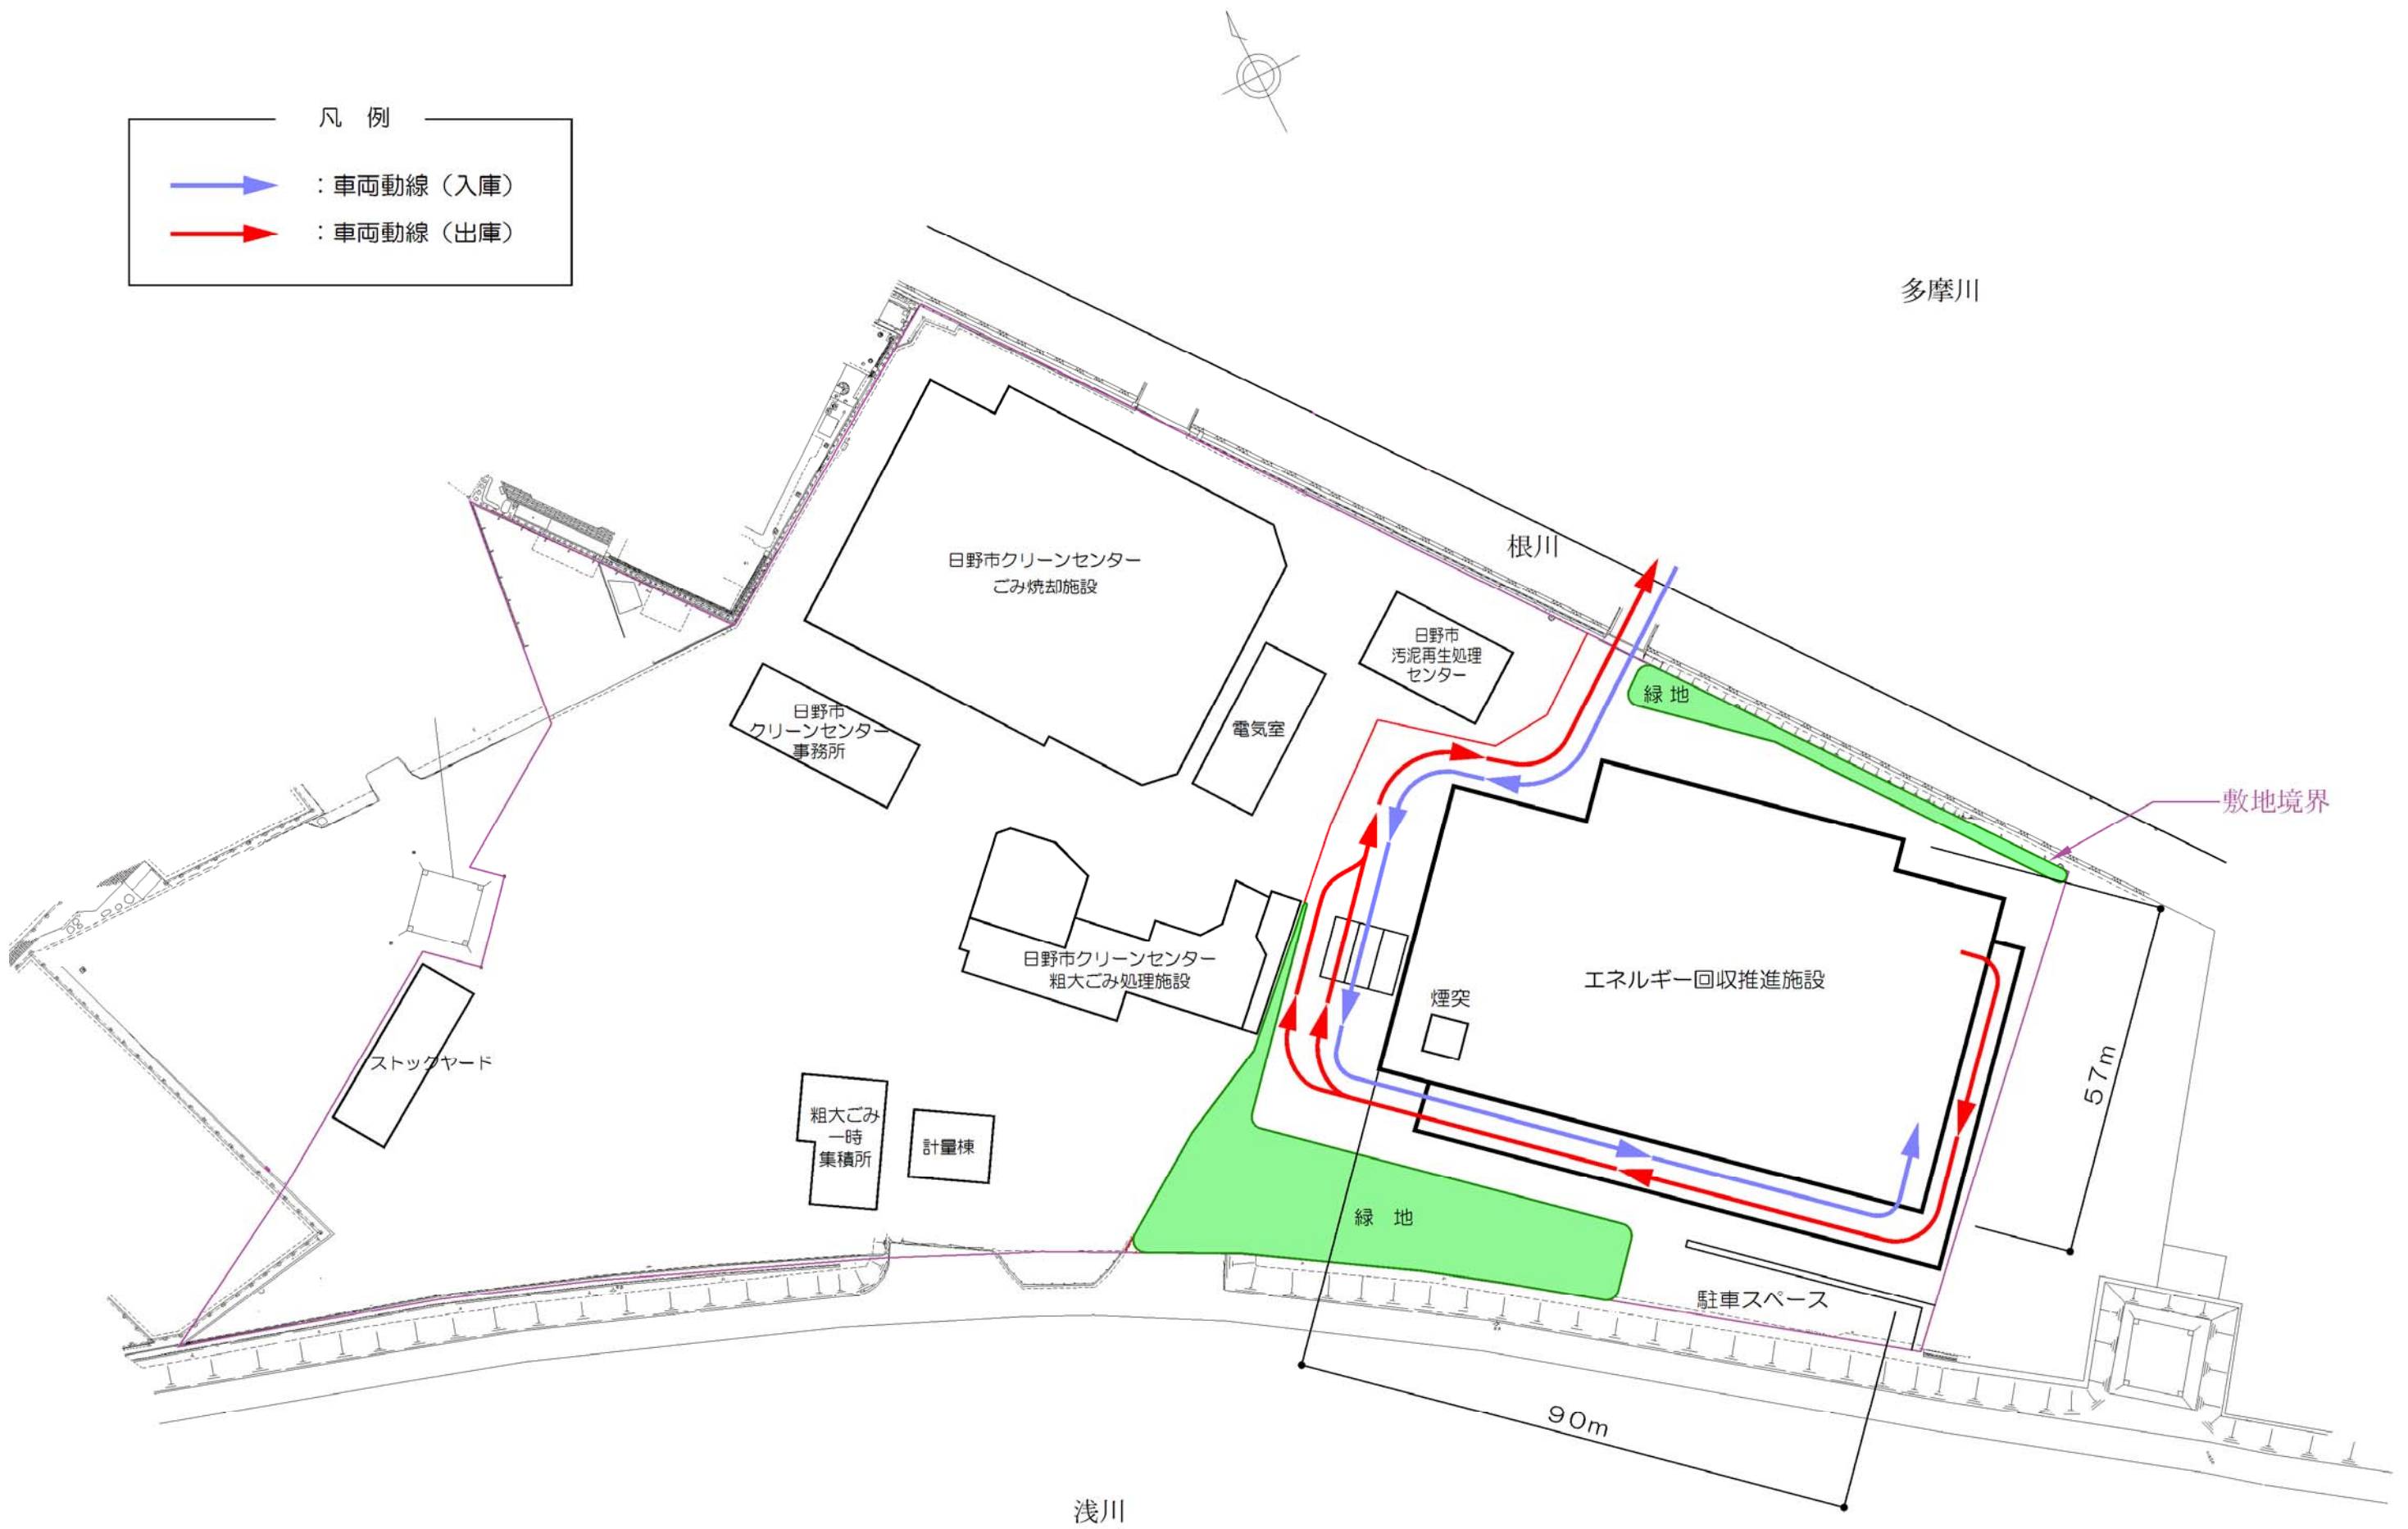 凡 例
：車両動線（入庫）
：車両動線（出庫）
多摩川
根川
日野市クリーンセンター
ごみ焼却施設
日野市
汚泥再生処理
センター
緑 地
日野市
クリーンセンター
事務所
電気室
敷地境界
日野市クリーンセンター
粗大ごみ処理施設
エネルギー回収推進施設
煙突
ストックヤード
57m
粗大ごみ
一時
集積所
計量棟
緑 地
駐車スペース
90m
浅川